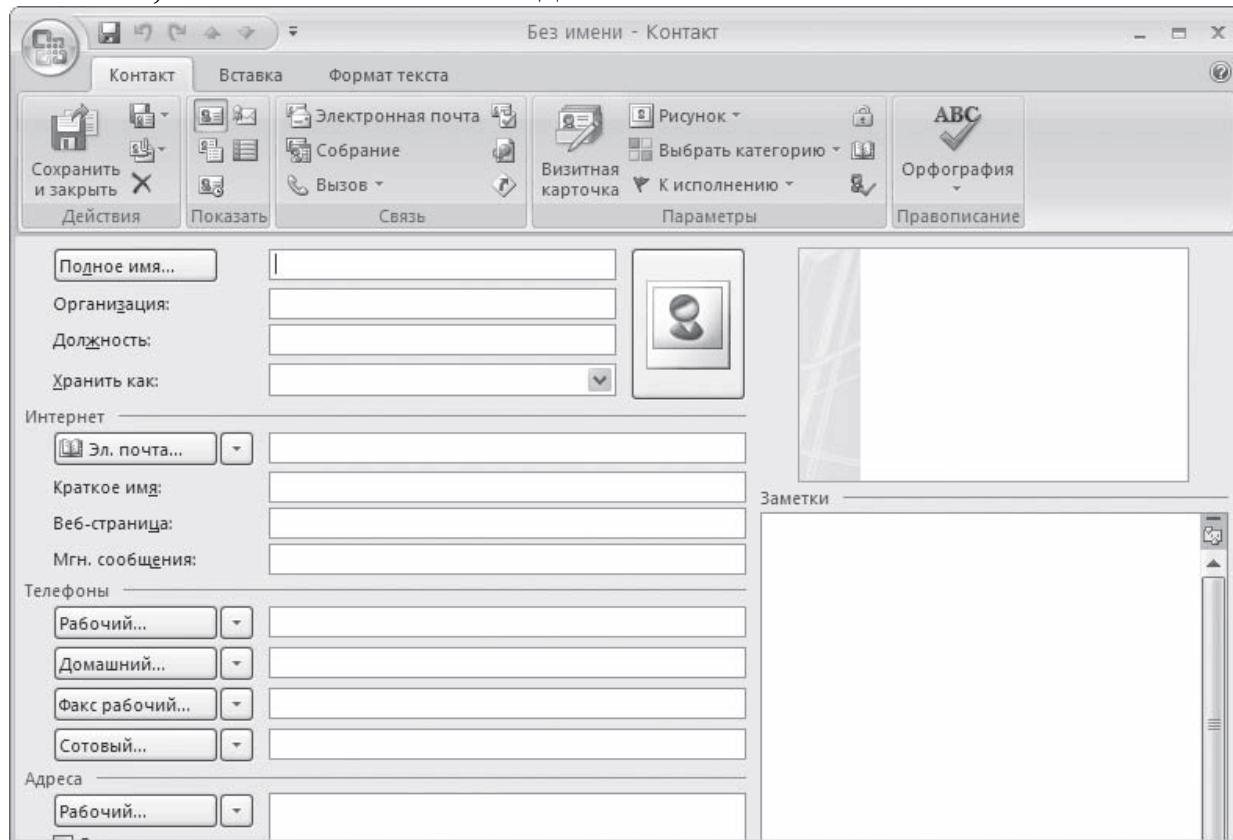 Без имени - Контакт
Контакт Вставка Формат текста
Сохранить и закрыть
Действия
Показать
Электронная почта
Собрание
Вызов
Связь
Визитная карточка
Рисунок
Выбрать категорию
К исполнению
Параметры
ABC
Орфография
Правописание
Полное имя...
Организация:
Должность:
Хранить как:
Интернет
Эл. почта...
Краткое имя:
Веб-страница:
Мгн. сообщения:
Телефоны
Рабочий...
Домашний...
Факс рабочий...
Сотовый...
Адреса
Рабочий...
Заметки